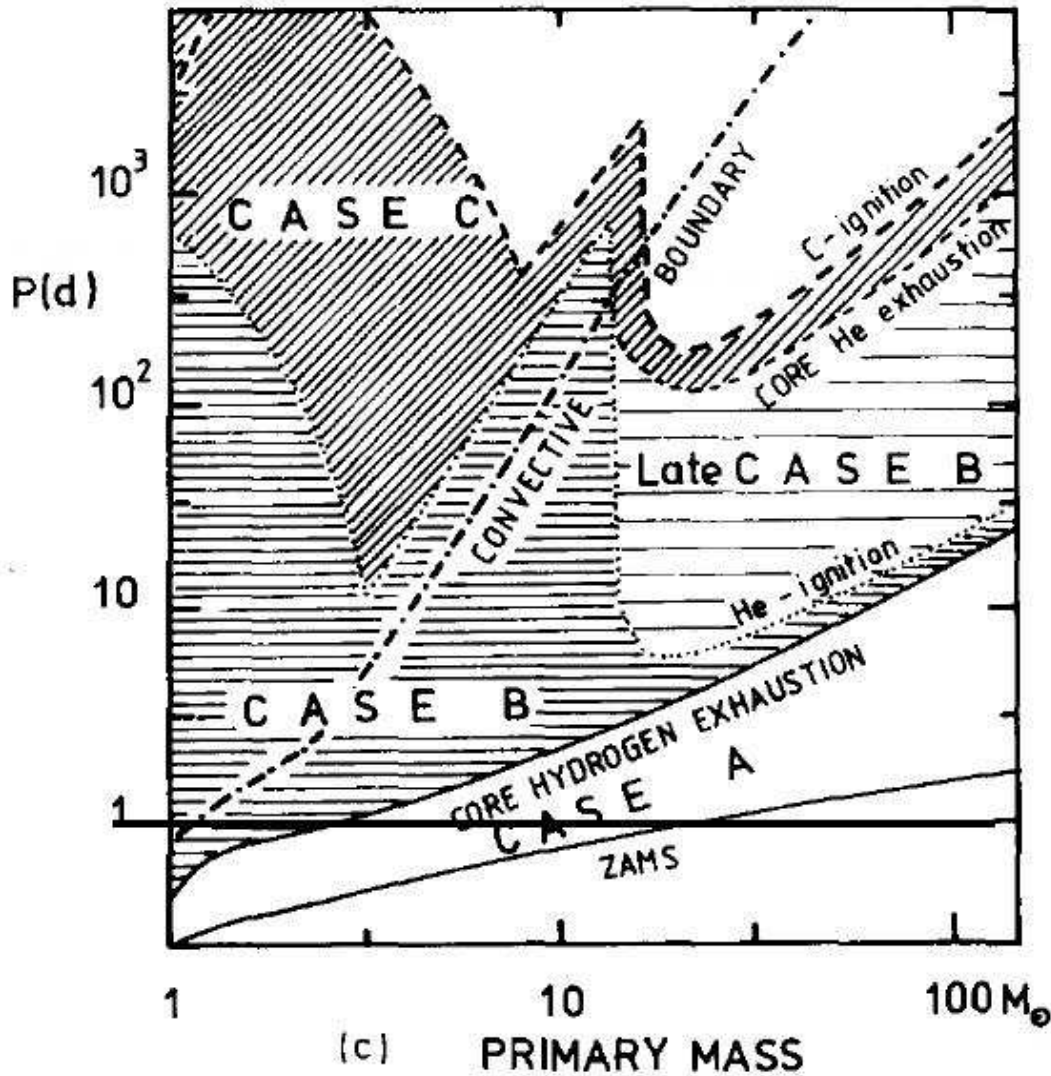 10³
CASE C
P(d)
BOUNDARY
C-ignition
CORE He exhaustion
10²
CONVECTIVE
Late CASE B
10
He-ignition
CASE B
CORE HYDROGEN EXHAUSTION
1
CASE A
ZAMS
1
10
100 M⊙
(c) PRIMARY MASS